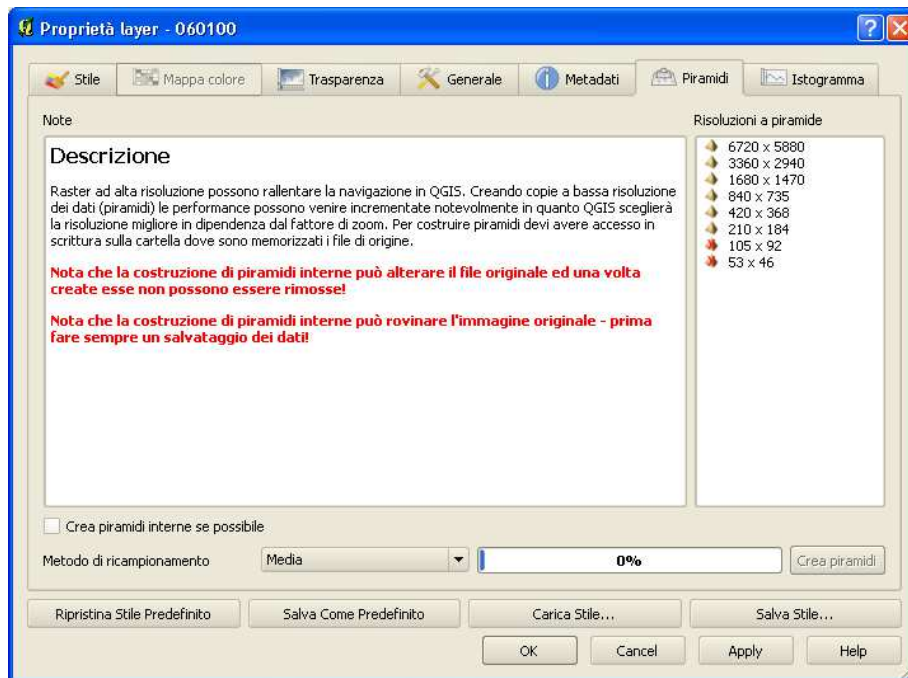 Proprietà layer - 060100
Stile
Mappa colore
Trasparenza
Generale
Metadati
Piramidi
Istogramma
Note
Descrizione
Raster ad alta risoluzione possono rallentare la navigazione in QGIS. Creando copie a bassa risoluzione
dei dati (piramidi) le performance possono venire incrementate notevolmente in quanto QGIS sceglierà
la risoluzione migliore in dipendenza dal fattore di zoom. Per costruire piramidi devi avere accesso in
scrittura sulla cartella dove sono memorizzati i file di origine.
Nota che la costruzione di piramidi interne può alterare il file originale ed una volta
create esse non possono essere rimosse!
Nota che la costruzione di piramidi interne può rovinare l'immagine originale - prima
fare sempre un salvataggio dei dati!
Risoluzioni a piramide
6720 x 5880
3360 x 2940
1680 x 1470
840 x 735
420 x 368
210 x 184
105 x 92
53 x 46
Crea piramidi interne se possibile
Metodo di ricampionamento
Media
0%
Crea piramidi
Ripristina Stile Predefinito
Salva Come Predefinito
Carica Stile...
Salva Stile...
OK
Cancel
Apply
Help